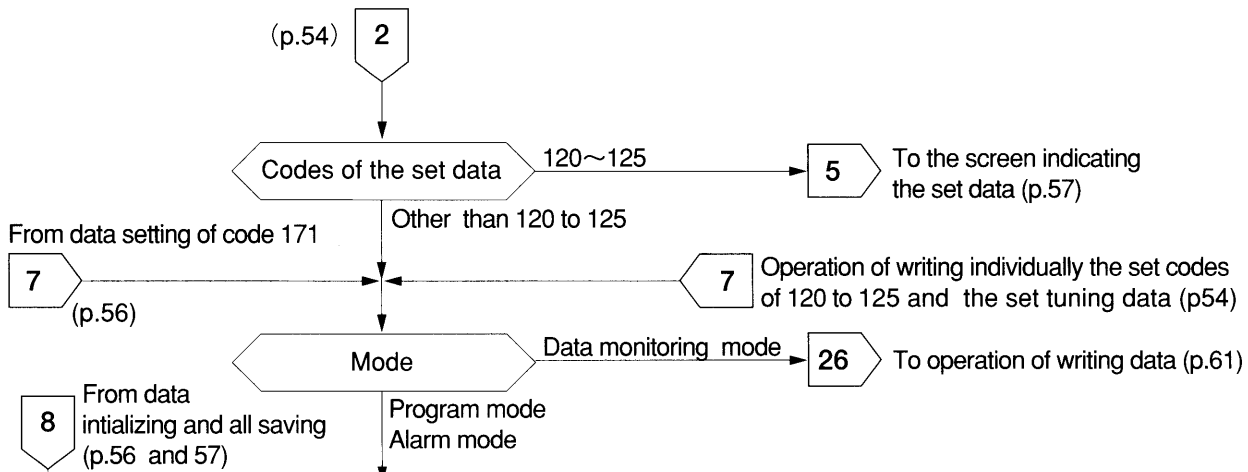 (p.54) 2
Codes of the set data
120～125
5
To the screen indicating
the set data (p.57)
Other than 120 to 125
From data setting of code 171
7
(p.56)
7
Operation of writing individually the set codes
of 120 to 125 and the set tuning data (p54)
Mode
Data monitoring mode
26
To operation of writing data (p.61)
8
From data
intializing and all saving
(p.56 and 57)
Program mode
Alarm mode